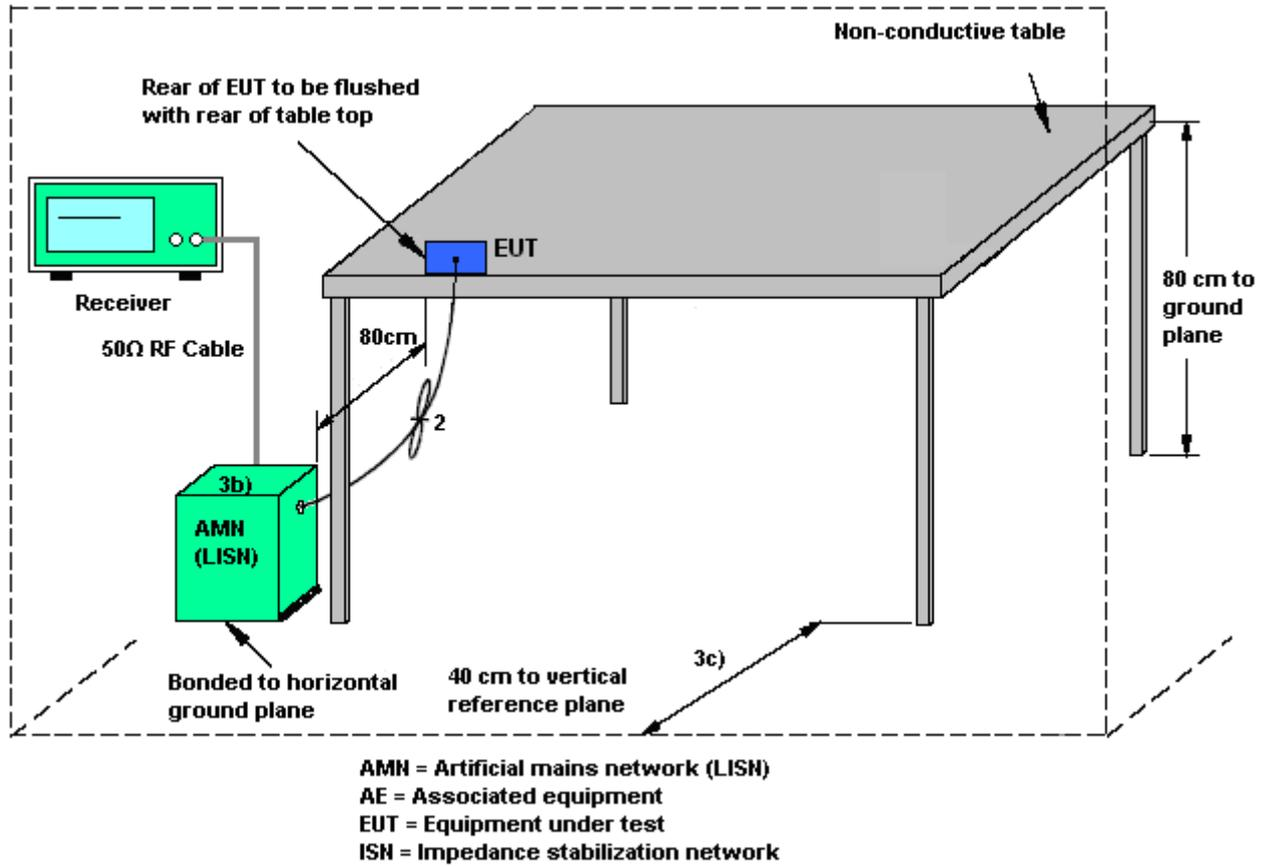 Non-conductive table
Rear of EUT to be flushed
with rear of table top
EUT
Receiver
80 cm to
ground
plane
80cm
50Ω RF Cable
2
3b)
AMN
(LISN)
3c)
Bonded to horizontal
ground plane
40 cm to vertical
reference plane
AMN = Artificial mains network (LISN)
AE = Associated equipment
EUT = Equipment under test
ISN = Impedance stabilization network